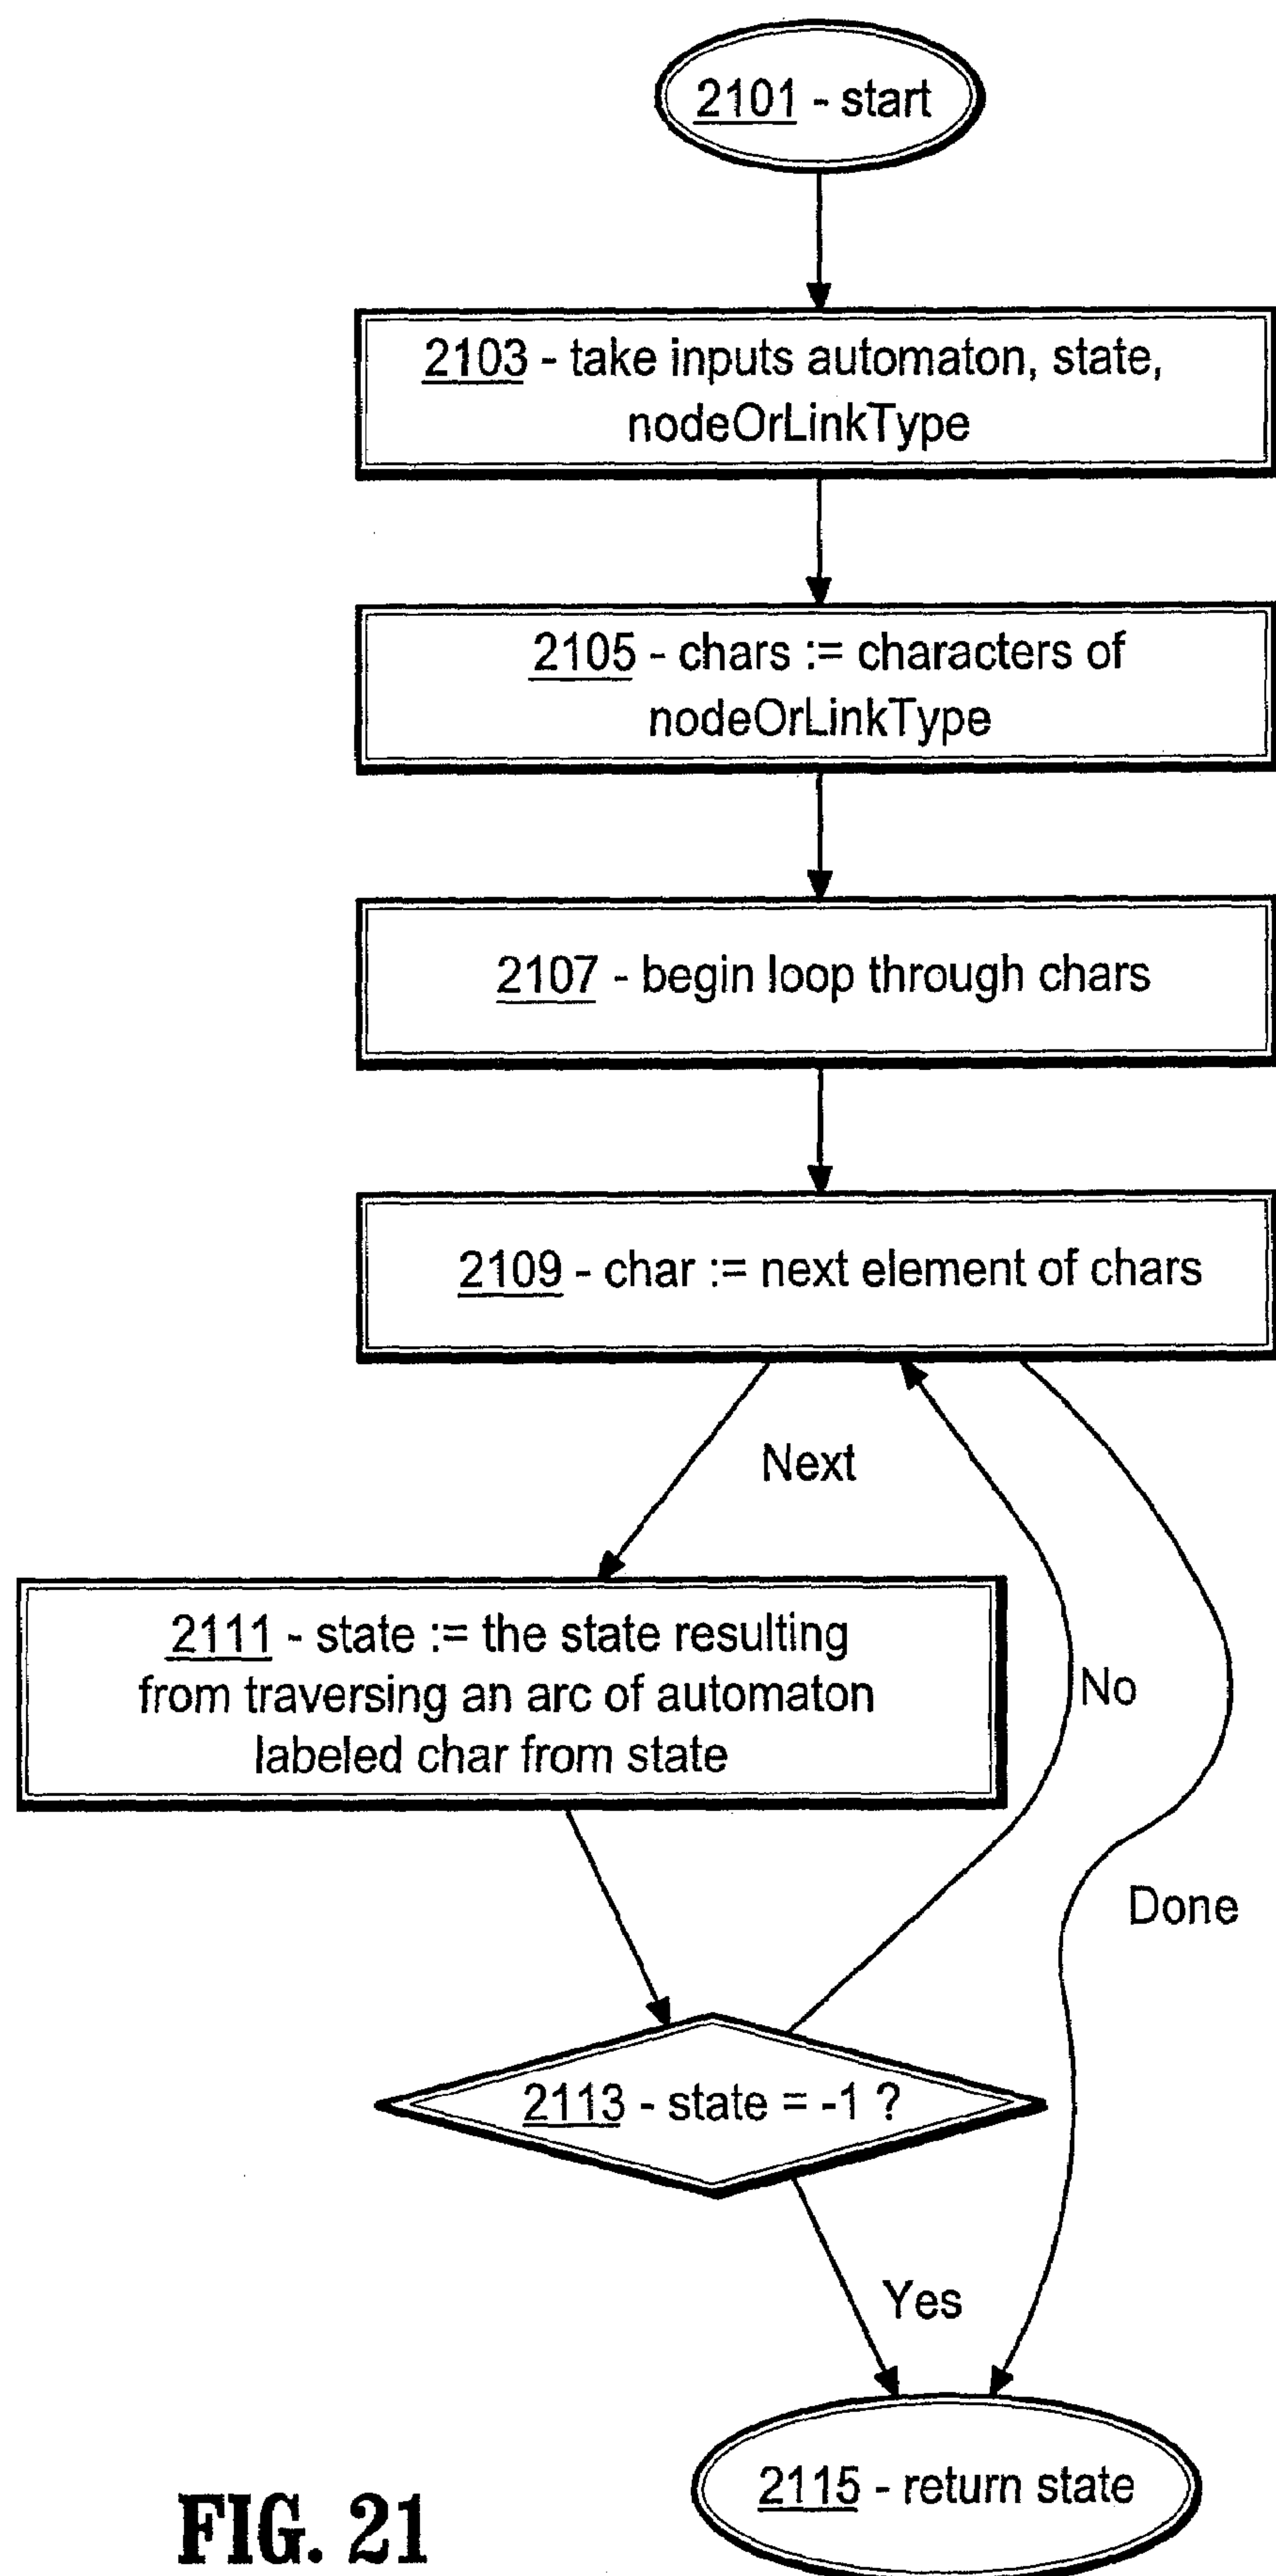 2101 - start
2103 - take inputs automaton, state,
nodeOrLinkType
2105 - chars := characters of
nodeOrLinkType
2107 - begin loop through chars
2109 - char := next element of chars
Next
2111 - state := the state resulting
from traversing an arc of automaton
labeled char from state
No
Done
2113 - state = -1 ?
Yes
2115 - return state
FIG. 21